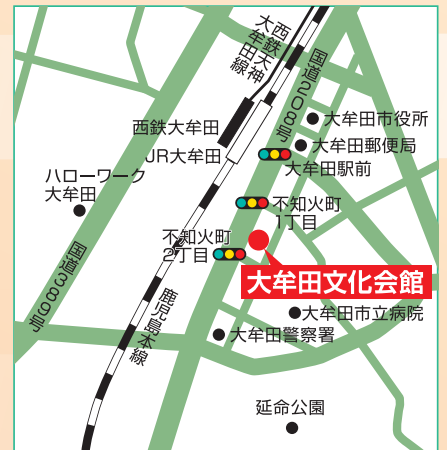 西鉄天神
大牟田線
国道208号
大牟田市役所
大牟田郵便局
西鉄大牟田
JR大牟田
大牟田駅前
ハローワーク
大牟田
不知火町
1丁目
不知火町
2丁目
国道389号
大牟田文化会館
鹿児島本線
大牟田市立病院
大牟田警察署
延命公園